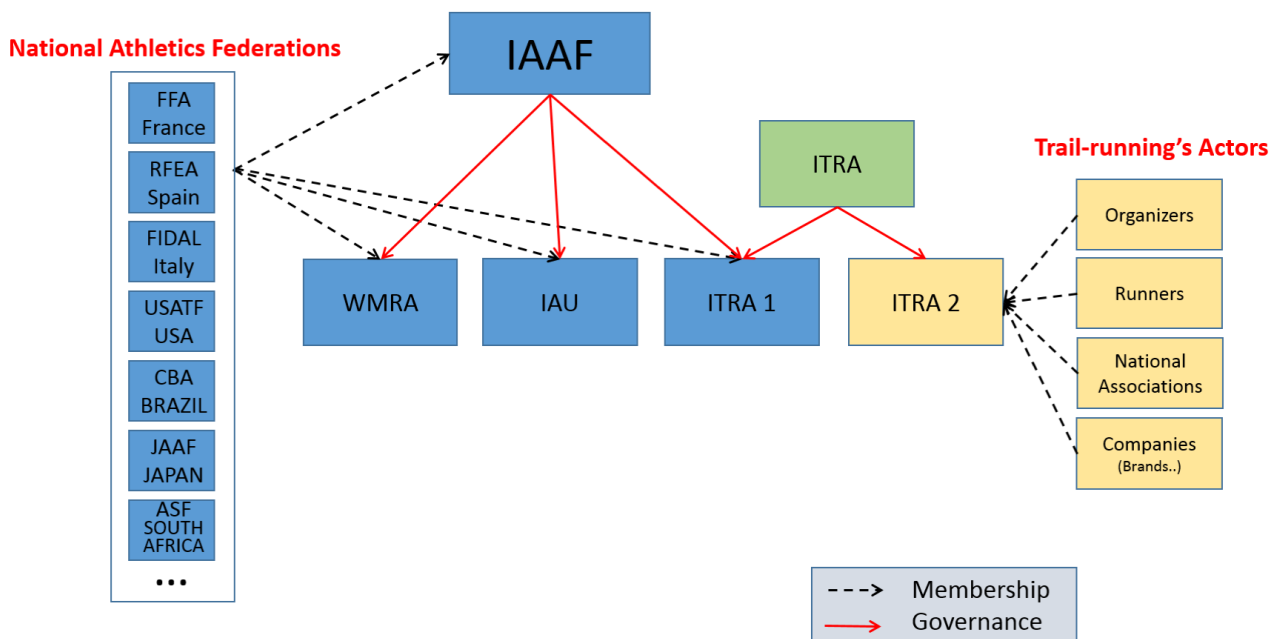 National Athletics Federations
FFA
France
RFEA
Spain
FIDAL
Italy
USATF
USA
CBA
BRAZIL
JAAF
JAPAN
ASF
SOUTH
AFRICA
...
IAAF
ITRA
WMRA
IAU
ITRA 1
ITRA 2
Trail-running’s Actors
Organizers
Runners
National
Associations
Companies
(Brands..)
Membership
Governance